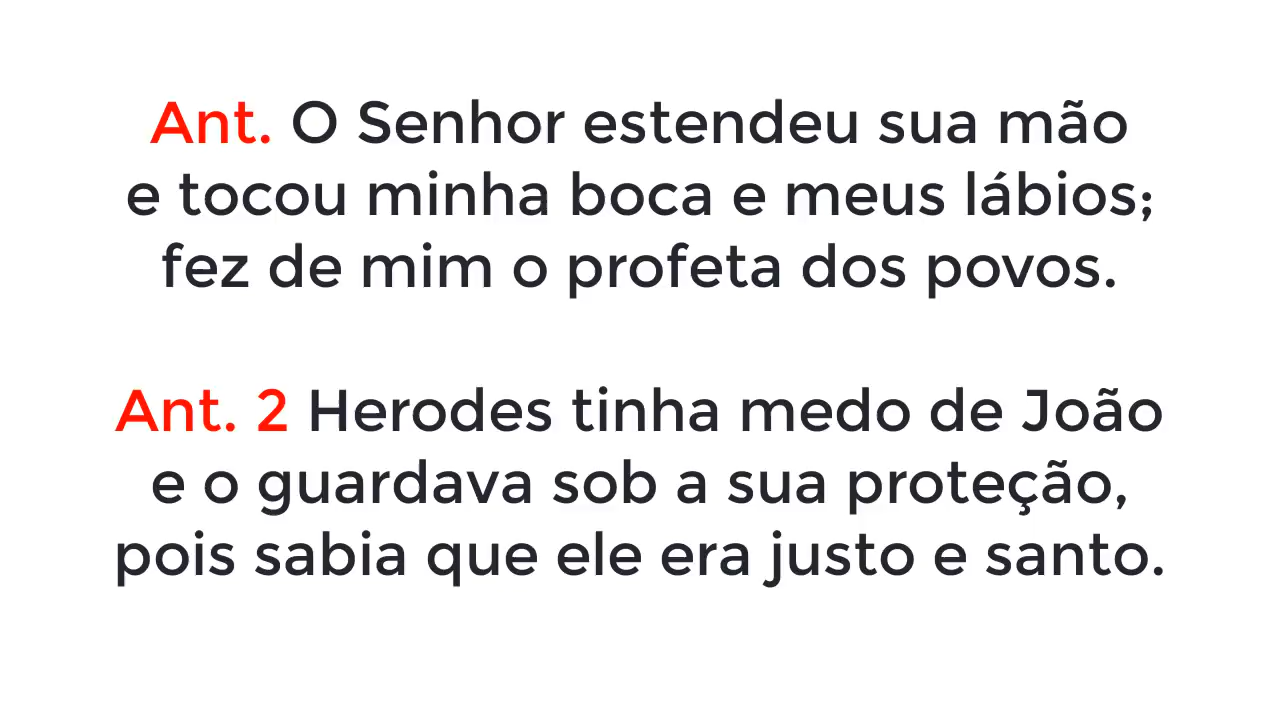 Ant. O Senhor estendeu sua mão
e tocou minha boca e meus lábios;
fez de mim o profeta dos povos.
Ant. 2 Herodes tinha medo de João
e o guardava sob a sua proteção,
pois sabia que ele era justo e santo.